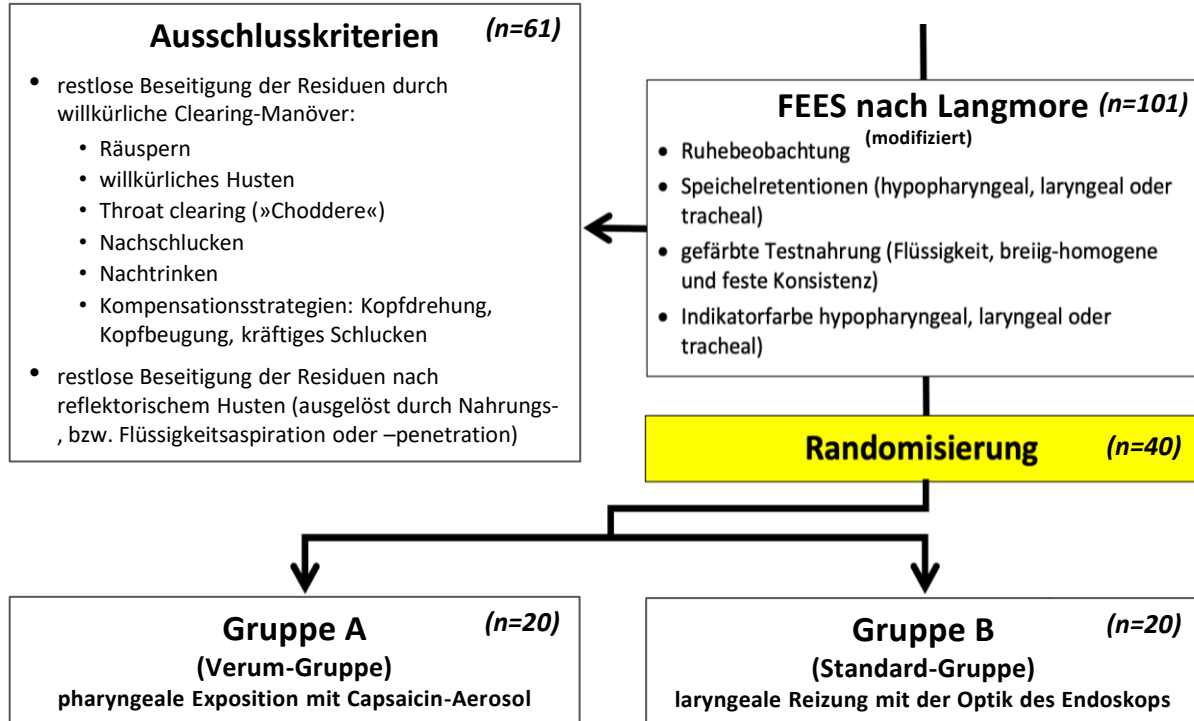 Ausschlusskriterien (n=61)
• restlose Beseitigung der Residuen durch
willkürliche Clearing-Manöver:
• Räuspern
• willkürliches Husten
• Throat clearing (»Choddere«)
• Nachschlucken
• Nachtrinken
• Kompensationsstrategien: Kopfdrehung,
Kopfbeugung, kräftiges Schlucken
• restlose Beseitigung der Residuen nach
reflektorischem Husten (ausgelöst durch Nahrungs-
, bzw. Flüssigkeitsaspiration oder –penetration)
FEES nach Langmore (n=101)
(modifiziert)
• Ruhebeobachtung
• Speichelretentionen (hypopharyngeal, laryngeal oder
tracheal)
• gefärbte Testnahrung (Flüssigkeit, breiig-homogene
und feste Konsistenz)
• Indikatorfarbe hypopharyngeal, laryngeal oder
tracheal)
Randomisierung (n=40)
Gruppe A (n=20)
(Verum-Gruppe)
pharyngeale Exposition mit Capsaicin-Aerosol
Gruppe B (n=20)
(Standard-Gruppe)
laryngeale Reizung mit der Optik des Endoskops